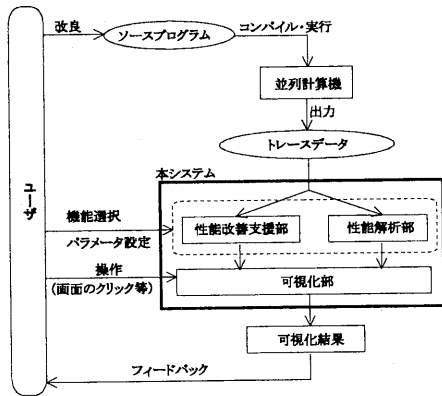 改良
ソースプログラム
コンパイル・実行
並列計算機
出力
トレースデータ
本システム
ユーザ
機能選択
パラメータ設定
性能改善支援部
性能解析部
操作
(画面のクリック等)
可視化部
可視化結果
フィードバック